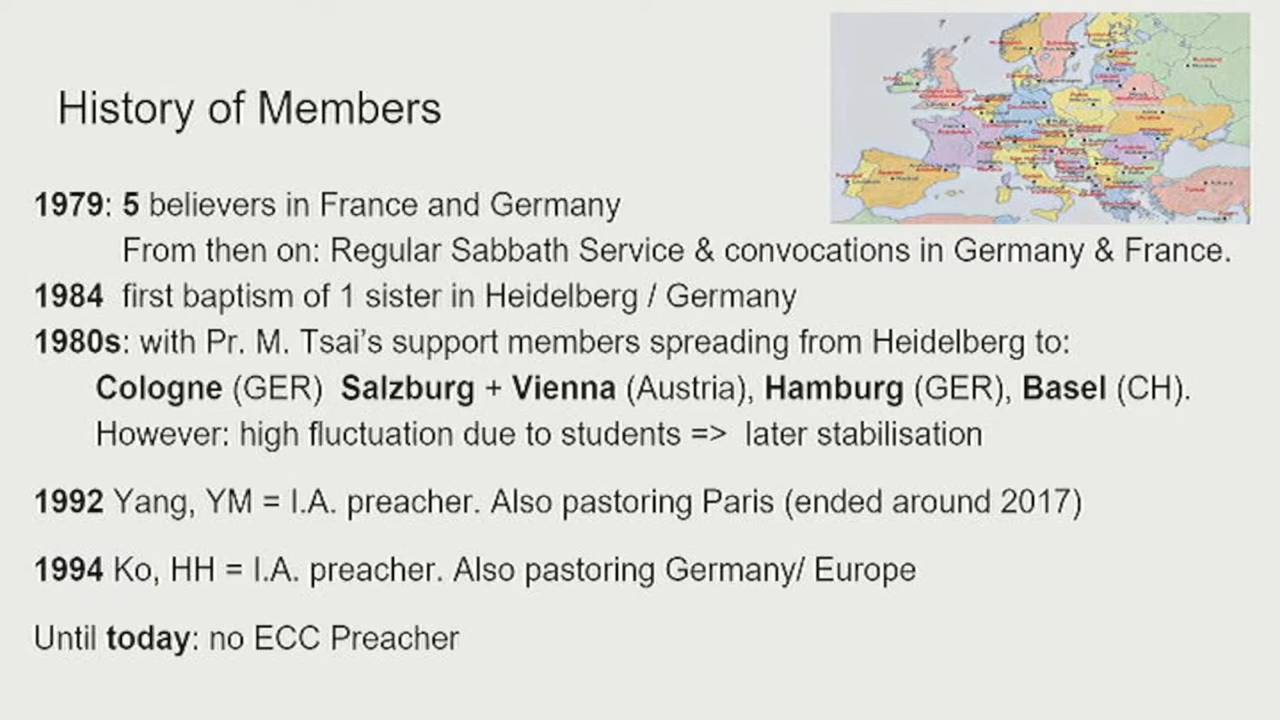 History of Members
1979: 5 believers in France and Germany
From then on: Regular Sabbath Service & convocations in Germany & France.
1984 first baptism of 1 sister in Heidelberg / Germany
1980s: with Pr. M. Tsai's support members spreading from Heidelberg to:
Cologne (GER) Salzburg + Vienna (Austria), Hamburg (GER), Basel (CH).
However: high fluctuation due to students => later stabilisation
1992 Yang, YM = I.A. preacher. Also pastoring Paris (ended around 2017)
1994 Ko, HH = I.A. preacher. Also pastoring Germany/ Europe
Until today: no ECC Preacher